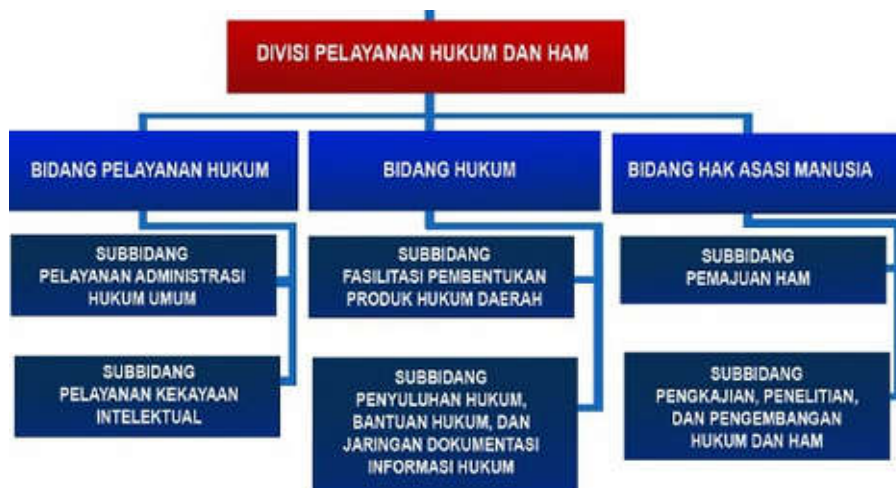 DIVISI PELAYANAN HUKUM DAN HAM
BIDANG PELAYANAN HUKUM
BIDANG HUKUM
BIDANG HAK ASASI MANUSIA
SUBBIDANG
PELAYANAN ADMINISTRASI
HUKUM UMUM
SUBBIDANG
FASILITASI PEMBENTUKAN
PRODUK HUKUM DAERAH
SUBBIDANG
PEMAJUAN HAM
SUBBIDANG
PELAYANAN KEKAYAAN
INTELEKTUAL
SUBBIDANG
PENYULUHAN HUKUM,
BANTUAN HUKUM, DAN
JARINGAN DOKUMENTASI
INFORMASI HUKUM
SUBBIDANG
PENGKAJIAN, PENELITIAN,
DAN PENGEMBANGAN
HUKUM DAN HAM